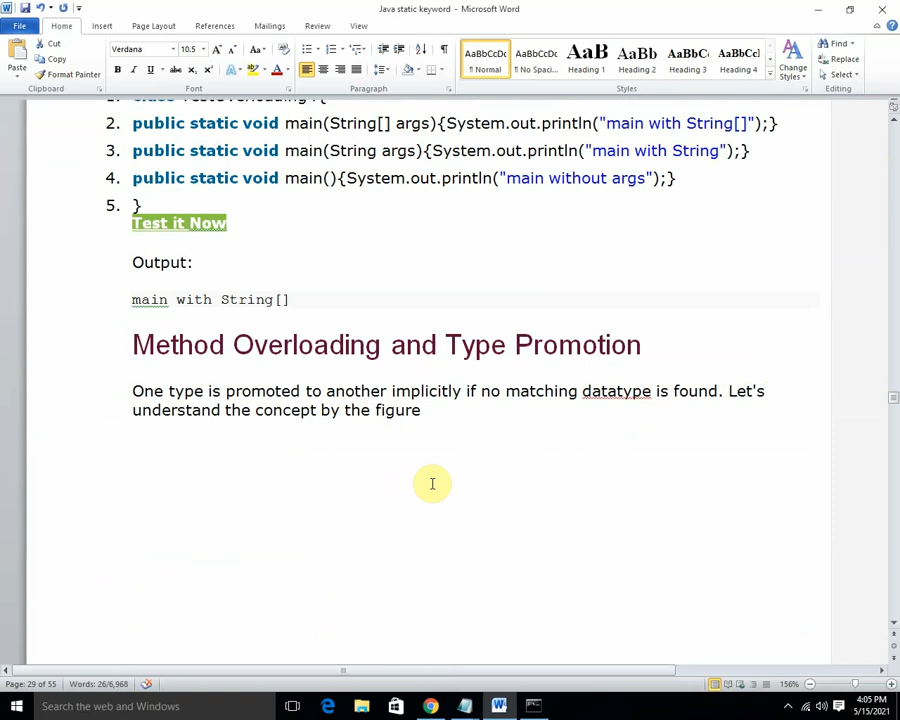 Java static keyword - Microsoft Word
File Home Insert Page Layout References Mailings Review View
Paste Cut Copy Format Painter Clipboard
Verdana 10.5 Font
Paragraph
AaBbCcDc ¶ Normal AaBbCcDc ¶ No Spaci... AaB Heading 1 AaBb( Heading 2 AaBbC( Heading 3 AaBbCc. Heading 4 Styles
Change Styles
Find Replace Select Editing
2. public static void main(String[] args){System.out.println("main with String[]");}
3. public static void main(String args){System.out.println("main with String");}
4. public static void main(){System.out.println("main without args");}
5. }
Test it Now
Output:
main with String[]
Method Overloading and Type Promotion
One type is promoted to another implicitly if no matching datatype is found. Let's
understand the concept by the figure
Page: 29 of 55 Words: 26/6,968 156%
Search the web and Windows
4:05 PM
5/15/2021